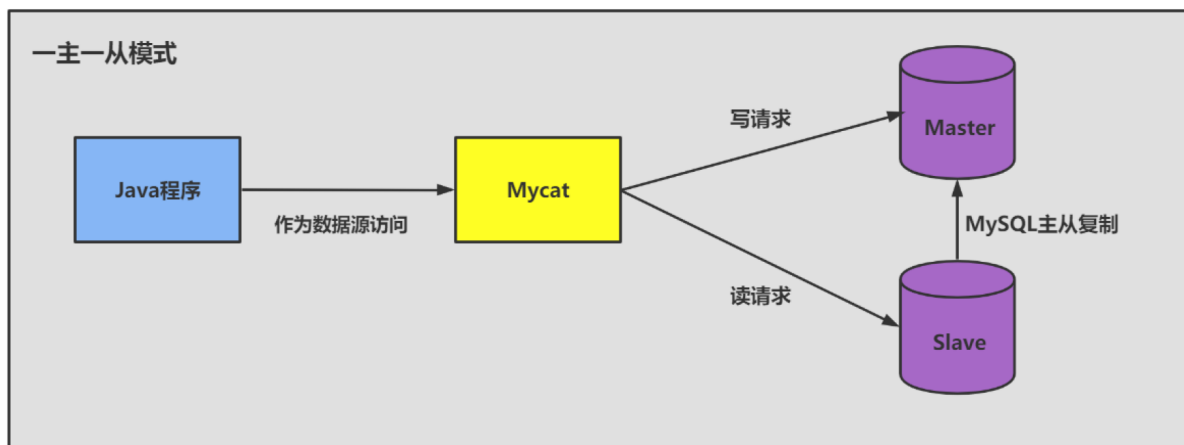 一主一从模式
写请求
Master
Java程序
Mycat
作为数据源访问
MySQL主从复制
读请求
Slave